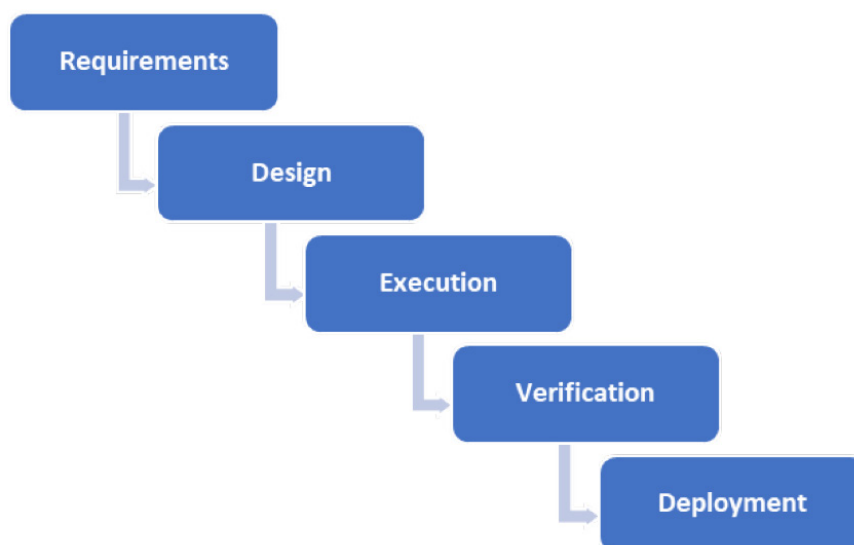 Requirements
Design
Execution
Verification
Deployment